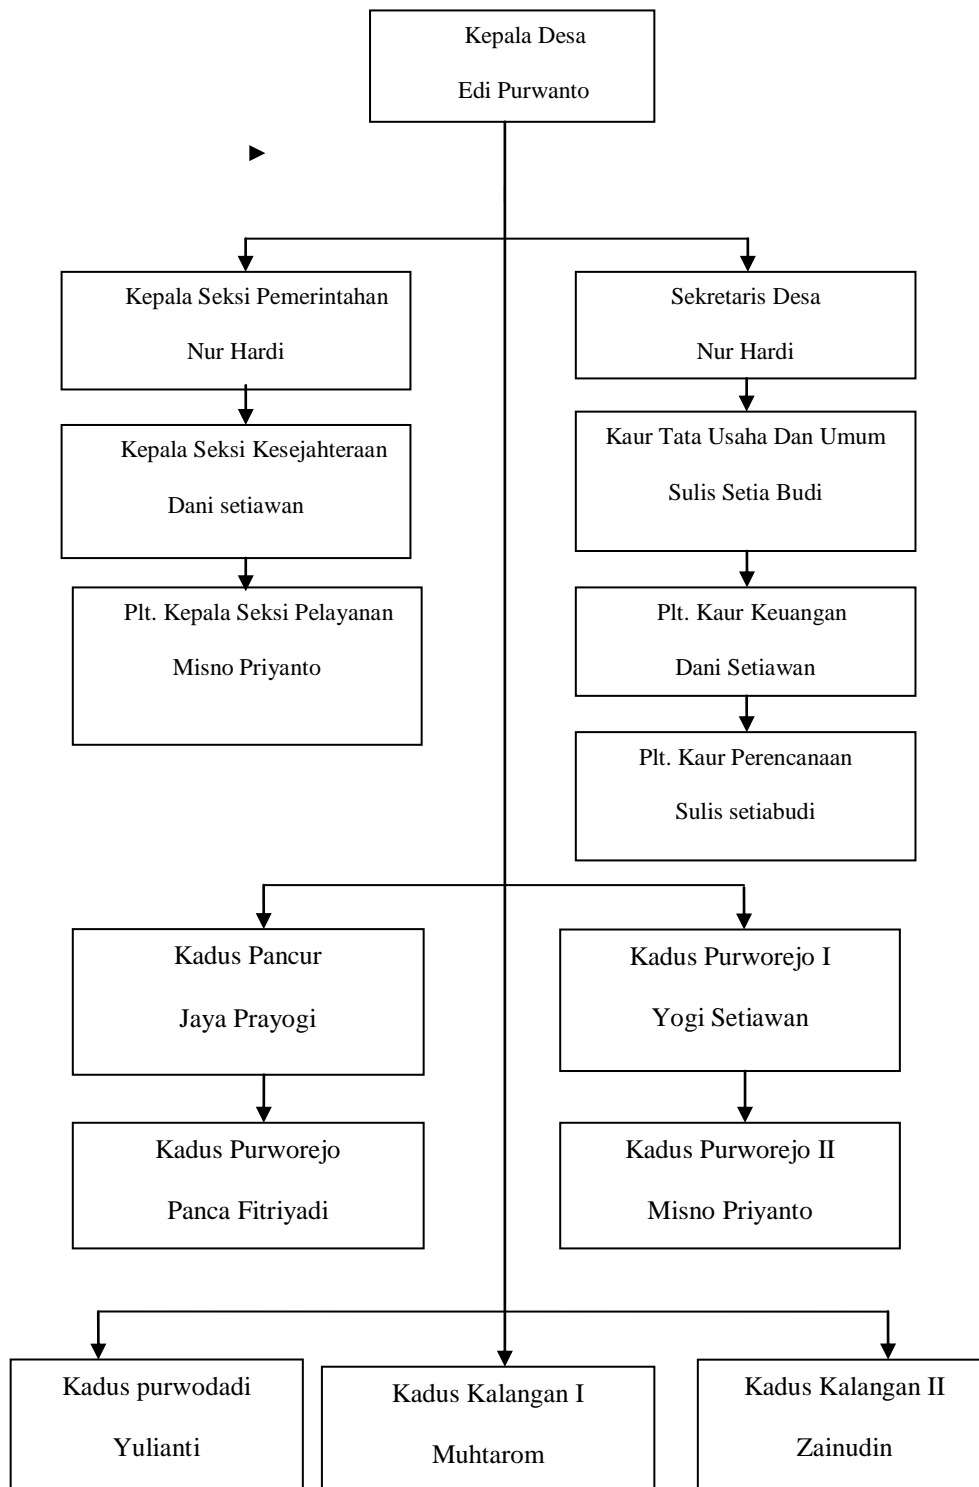 Kepala Desa
Edi Purwanto
Kepala Seksi Pemerintahan
Nur Hardi
Sekretaris Desa
Nur Hardi
Kepala Seksi Kesejahteraan
Dani setiawan
Kaur Tata Usaha Dan Umum
Sulis Setia Budi
Plt. Kepala Seksi Pelayanan
Misno Priyanto
Plt. Kaur Keuangan
Dani Setiawan
Plt. Kaur Perencanaan
Sulis setiabudi
Kadus Pancur
Jaya Prayogi
Kadus Purworejo I
Yogi Setiawan
Kadus Purworejo
Panca Fitriyadi
Kadus Purworejo II
Misno Priyanto
Kadus purwodadi
Yulianti
Kadus Kalangan I
Muhtarom
Kadus Kalangan II
Zainudin